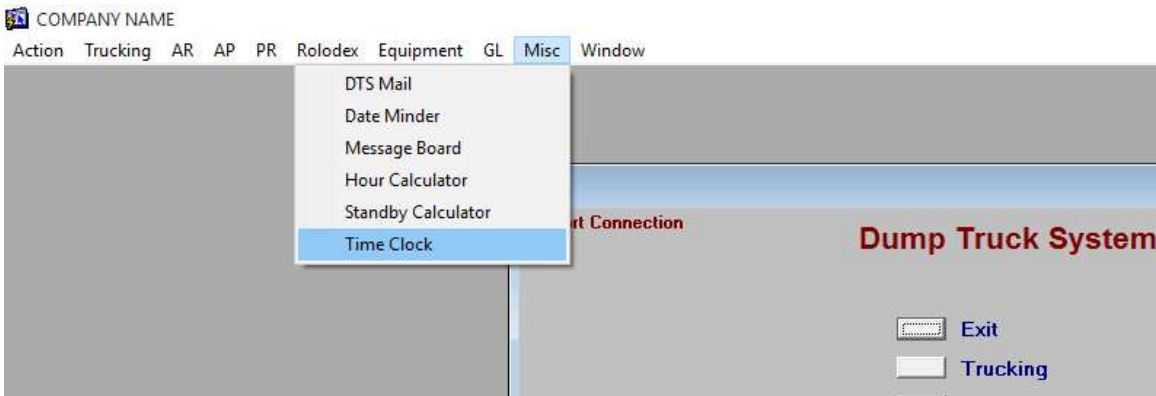 COMPANY NAME
Action Trucking AR AP PR Rolodex Equipment GL Misc Window
DTS Mail
Date Minder
Message Board
Hour Calculator
Standby Calculator
Time Clock
rt Connection
Dump Truck System
Exit
Trucking